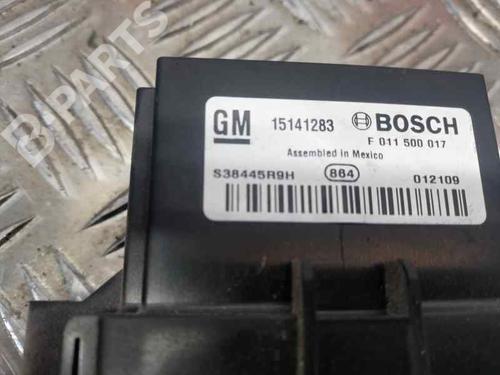 B-PARTS
GM 15141283 BOSCH
F 011 500 017
Assembled in Mexico
S38445R9H 864 012109